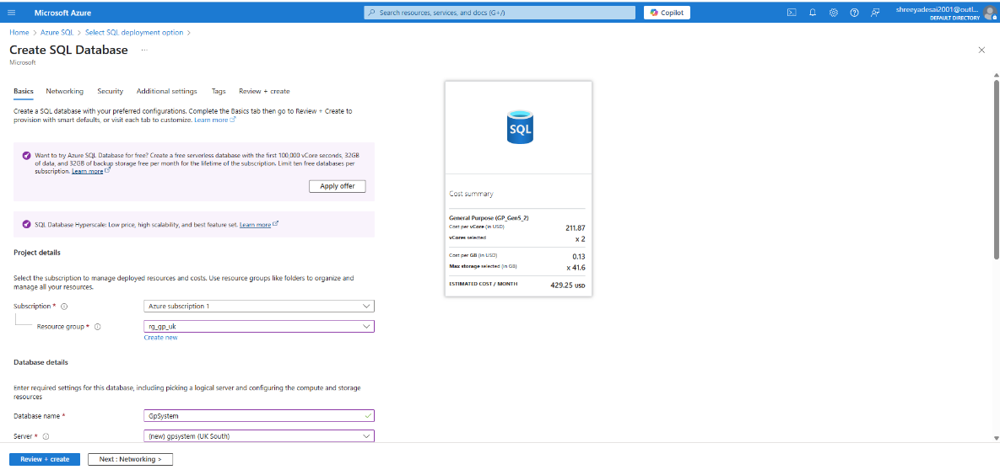 Microsoft Azure
Search resources, services, and docs (G+/)
Copilot
shreeyadesai2001@outl...
DEFAULT DIRECTORY
Home > Azure SQL > Select SQL deployment option >
Create SQL Database ...
Microsoft
Basics Networking Security Additional settings Tags Review + create
Create a SQL database with your preferred configurations. Complete the Basics tab then go to Review + Create to
provision with smart defaults, or visit each tab to customize. Learn more
Want to try Azure SQL Database for free? Create a free serverless database with the first 100,000 vCore seconds, 32GB
of data, and 32GB of backup storage free per month for the lifetime of the subscription. Limit ten free databases per
subscription. Learn more
Apply offer
SQL Database Hyperscale: Low price, high scalability, and best feature set. Learn more
Project details
Select the subscription to manage deployed resources and costs. Use resource groups like folders to organize and
manage all your resources.
Subscription * Azure subscription 1
Resource group * rg_gp_uk
Create new
Database details
Enter required settings for this database, including picking a logical server and configuring the compute and storage
resources
Database name * GpSystem
Server * (new) gpsystem (UK South)
SQL
Cost summary
General Purpose (GP_Gen5_2)
Cost per vCore (in USD) 211.87
vCores selected x 2
Cost per GB (in USD) 0.13
Max storage selected (in GB) x 41.6
ESTIMATED COST / MONTH 429.25 USD
Review + create
Next : Networking >